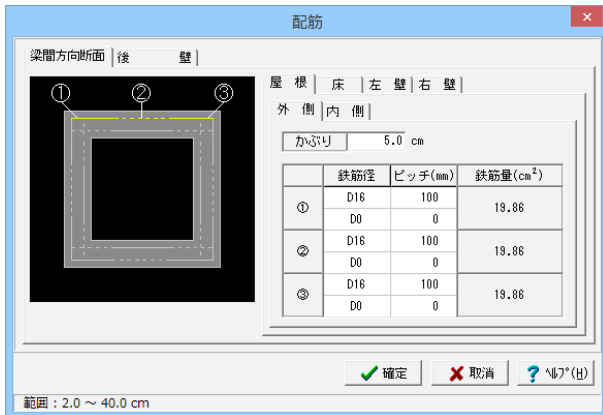 配筋
梁間方向断面 後 壁
① ② ③
屋 根 床 左 壁 右 壁
外 側 内 側
かぶり 5.0 cm
鉄筋径 ピッチ(mm) 鉄筋量(cm²)
① D16 100 19.86
D0 0
② D16 100 19.86
D0 0
③ D16 100 19.86
D0 0
確定 取消 ? ヘルプ(H)
範囲：2.0 ～ 40.0 cm